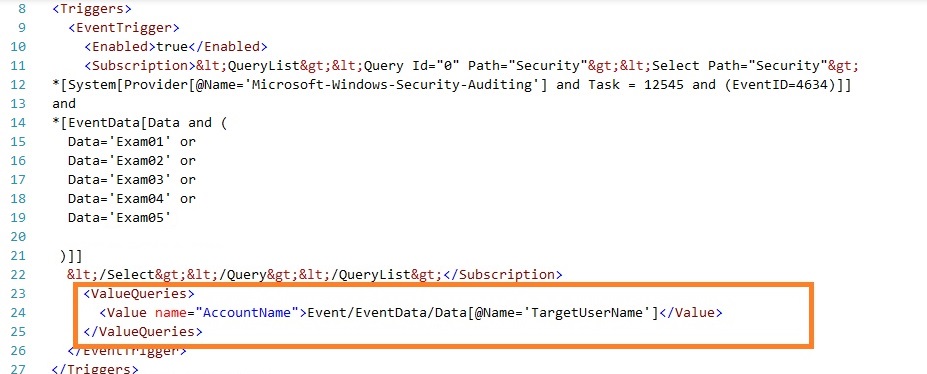 8 <Triggers>
9 <EventTrigger>
10 <Enabled>true</Enabled>
11 <Subscription>&lt;QueryList&gt;&lt;Query Id="0" Path="Security"&gt;&lt;Select Path="Security"&gt;
12 *[System[Provider[@Name='Microsoft-Windows-Security-Auditing'] and Task = 12545 and (EventID=4634)]]
13 and
14 *[EventData[Data and (
15 Data='Exam01' or
16 Data='Exam02' or
17 Data='Exam03' or
18 Data='Exam04' or
19 Data='Exam05'
20
21 )]]
22 &lt;/Select&gt;&lt;/Query&gt;&lt;/QueryList&gt;</Subscription>
23 <ValueQueries>
24 <Value name="AccountName">Event/EventData/Data[@Name='TargetUserName']</Value>
25 </ValueQueries>
26 </EventTrigger>
27 </Triggers>